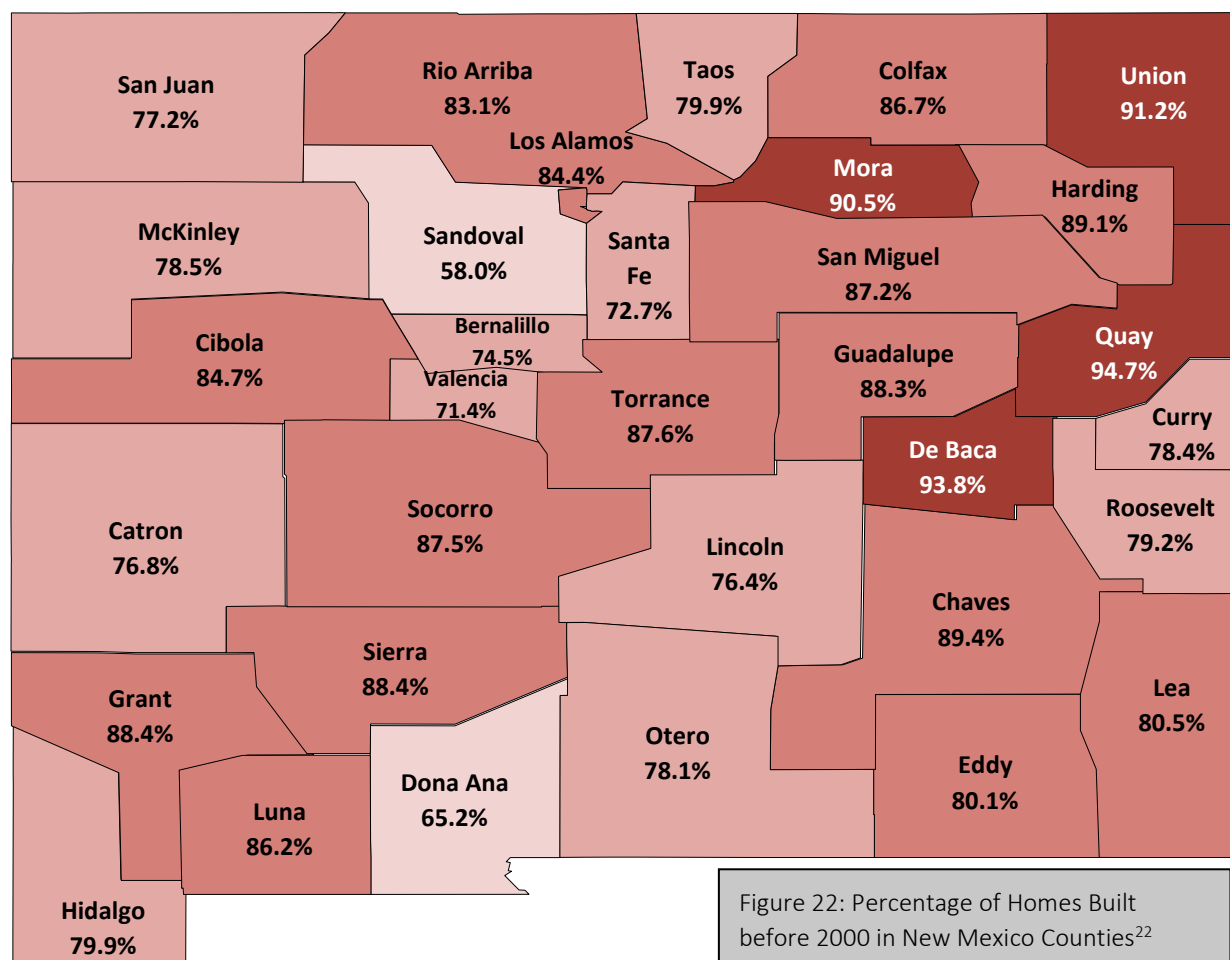 San Juan
77.2%
Rio Arriba
83.1%
Taos
79.9%
Colfax
86.7%
Union
91.2%
Los Alamos
84.4%
Mora
90.5%
Harding
89.1%
McKinley
78.5%
Sandoval
58.0%
Santa
Fe
72.7%
San Miguel
87.2%
Bernalillo
74.5%
Cibola
84.7%
Valencia
71.4%
Torrance
87.6%
Guadalupe
88.3%
Quay
94.7%
Curry
78.4%
De Baca
93.8%
Roosevelt
79.2%
Catron
76.8%
Socorro
87.5%
Lincoln
76.4%
Chaves
89.4%
Sierra
88.4%
Grant
88.4%
Lea
80.5%
Otero
78.1%
Eddy
80.1%
Dona Ana
65.2%
Luna
86.2%
Hidalgo
79.9%
Figure 22: Percentage of Homes Built
before 2000 in New Mexico Counties22